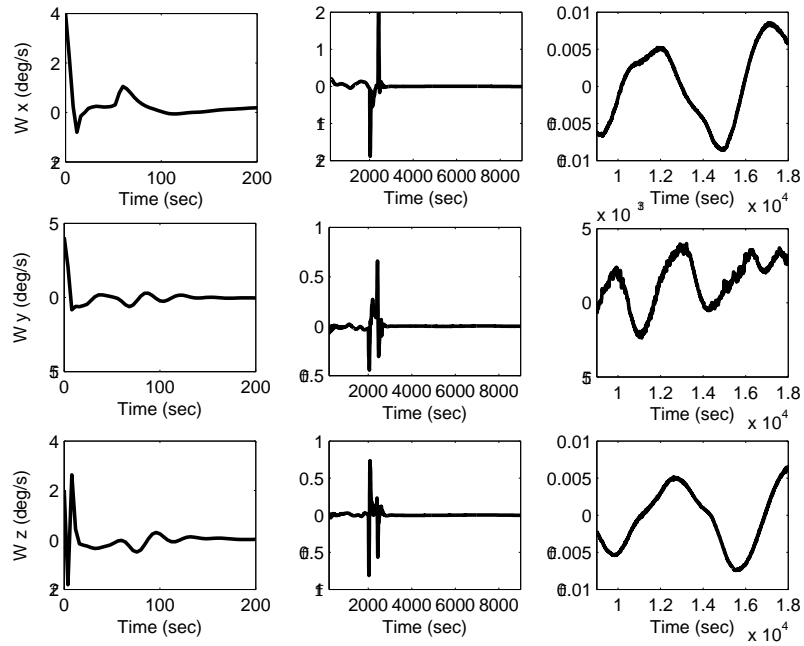 4
2
0
W x (deg/s)
0 100 200
Time (sec)
2
1
0
2000 4000 6000 8000
Time (sec)
0.01
0.005
0
1 1.2 1.4 1.6 1.8
Time (sec)
x 10^4
5
0
W y (deg/s)
0 100 200
Time (sec)
1
0.5
0
2000 4000 6000 8000
Time (sec)
x 10
5
0
1 1.2 1.4 1.6 1.8
Time (sec)
x 10^4
4
2
0
W z (deg/s)
0 100 200
Time (sec)
1
0.5
0
2000 4000 6000 8000
Time (sec)
0.01
0.005
0
1 1.2 1.4 1.6 1.8
Time (sec)
x 10^4